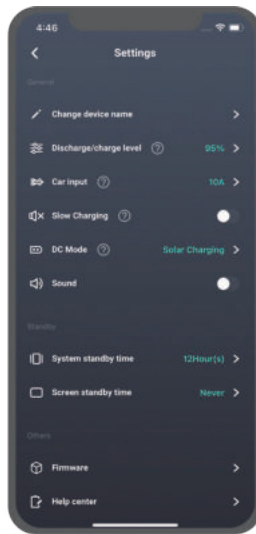 4:46
Settings
General
Change device name
Discharge/charge level ? 95%
Car input ? 10A
Slow Charging ?
DC Mode ? Solar Charging
Sound
Standby
System standby time 12Hour(s)
Screen standby time Never
Others
Firmware
Help center